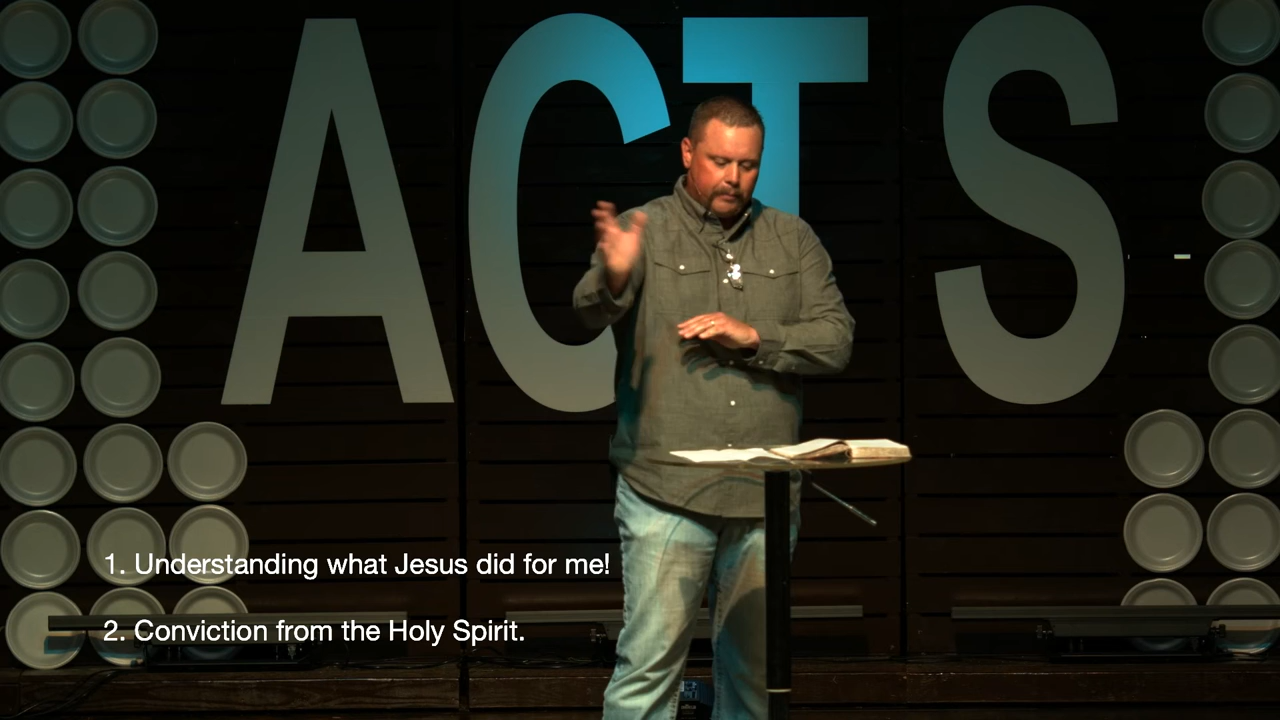 ACTS
1. Understanding what Jesus did for me!
2. Conviction from the Holy Spirit.